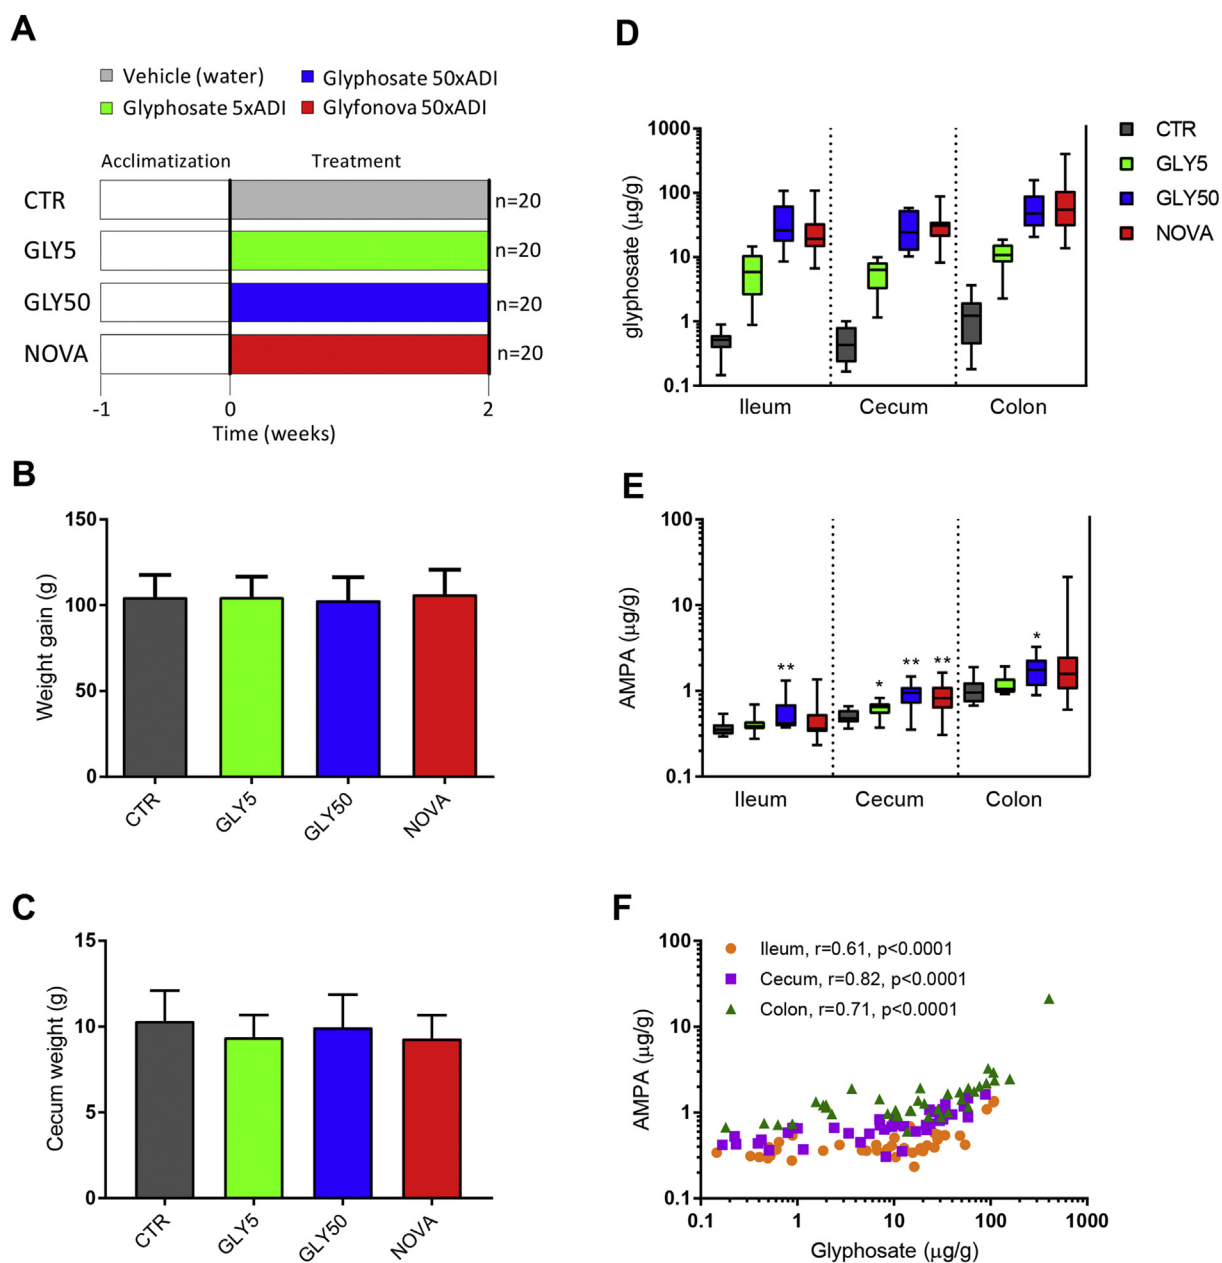 A
Vehicle (water)
Glyphosate 50xADI
Glyphosate 5xADI
Glyfonova 50xADI
Acclimatization
Treatment
CTR
n=20
GLY5
n=20
GLY50
n=20
NOVA
n=20
-1
0
2
Time (weeks)
B
Weight gain (g)
150
100
50
0
CTR
GLY5
GLY50
NOVA
C
Cecum weight (g)
15
10
5
0
CTR
GLY5
GLY50
NOVA
D
glyphosate (µg/g)
1000
100
10
1
0.1
Ileum
Cecum
Colon
CTR
GLY5
GLY50
NOVA
E
AMPA (µg/g)
100
10
1
0.1
**
*
**
**
*
Ileum
Cecum
Colon
F
AMPA (µg/g)
100
10
1
0.1
Ileum, r=0.61, p<0.0001
Cecum, r=0.82, p<0.0001
Colon, r=0.71, p<0.0001
0.1
1
10
100
1000
Glyphosate (µg/g)